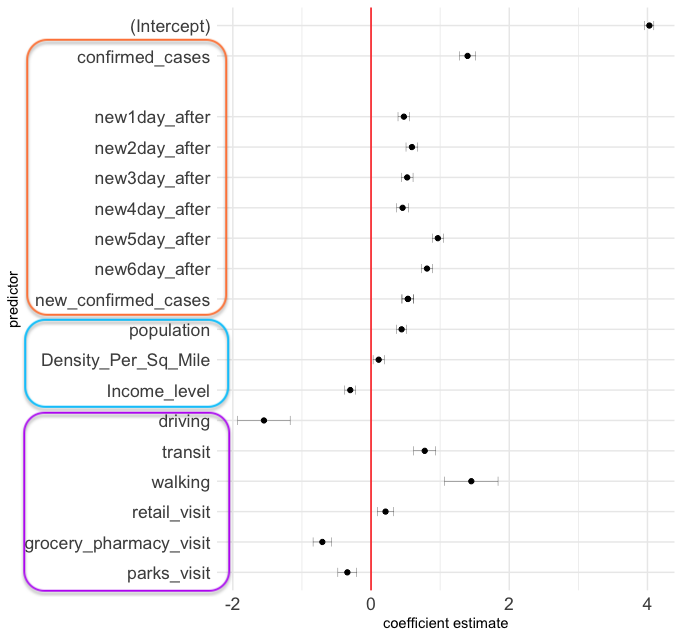 (Intercept)
confirmed_cases
new1day_after
new2day_after
new3day_after
new4day_after
new5day_after
new6day_after
new_confirmed_cases
population
Density_Per_Sq_Mile
Income_level
driving
transit
walking
retail_visit
grocery_pharmacy_visit
parks_visit
predictor
-2 0 2 4
coefficient estimate